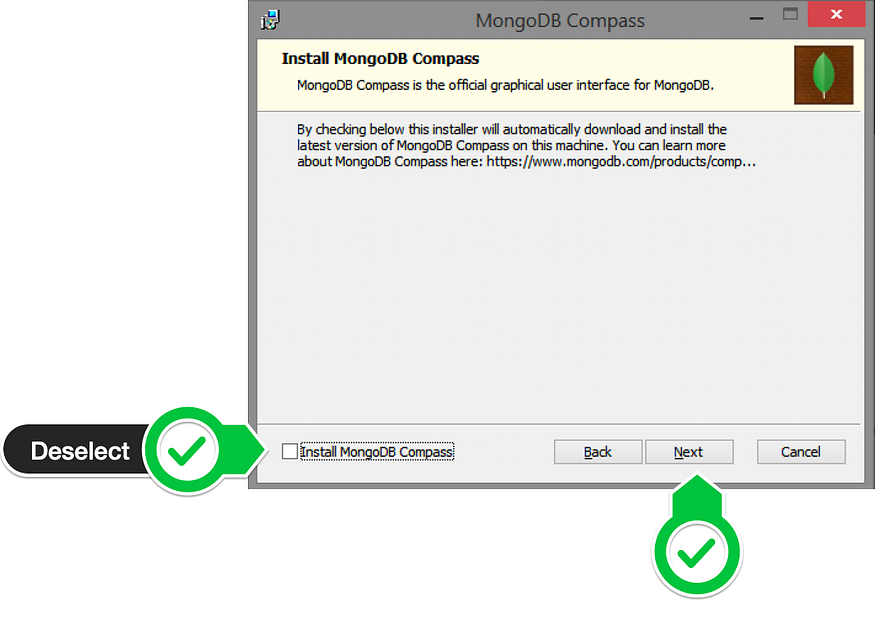 MongoDB Compass
Install MongoDB Compass
MongoDB Compass is the official graphical user interface for MongoDB.
By checking below this installer will automatically download and install the
latest version of MongoDB Compass on this machine. You can learn more
about MongoDB Compass here: https://www.mongodb.com/products/comp...
Deselect
Install MongoDB Compass
Back
Next
Cancel